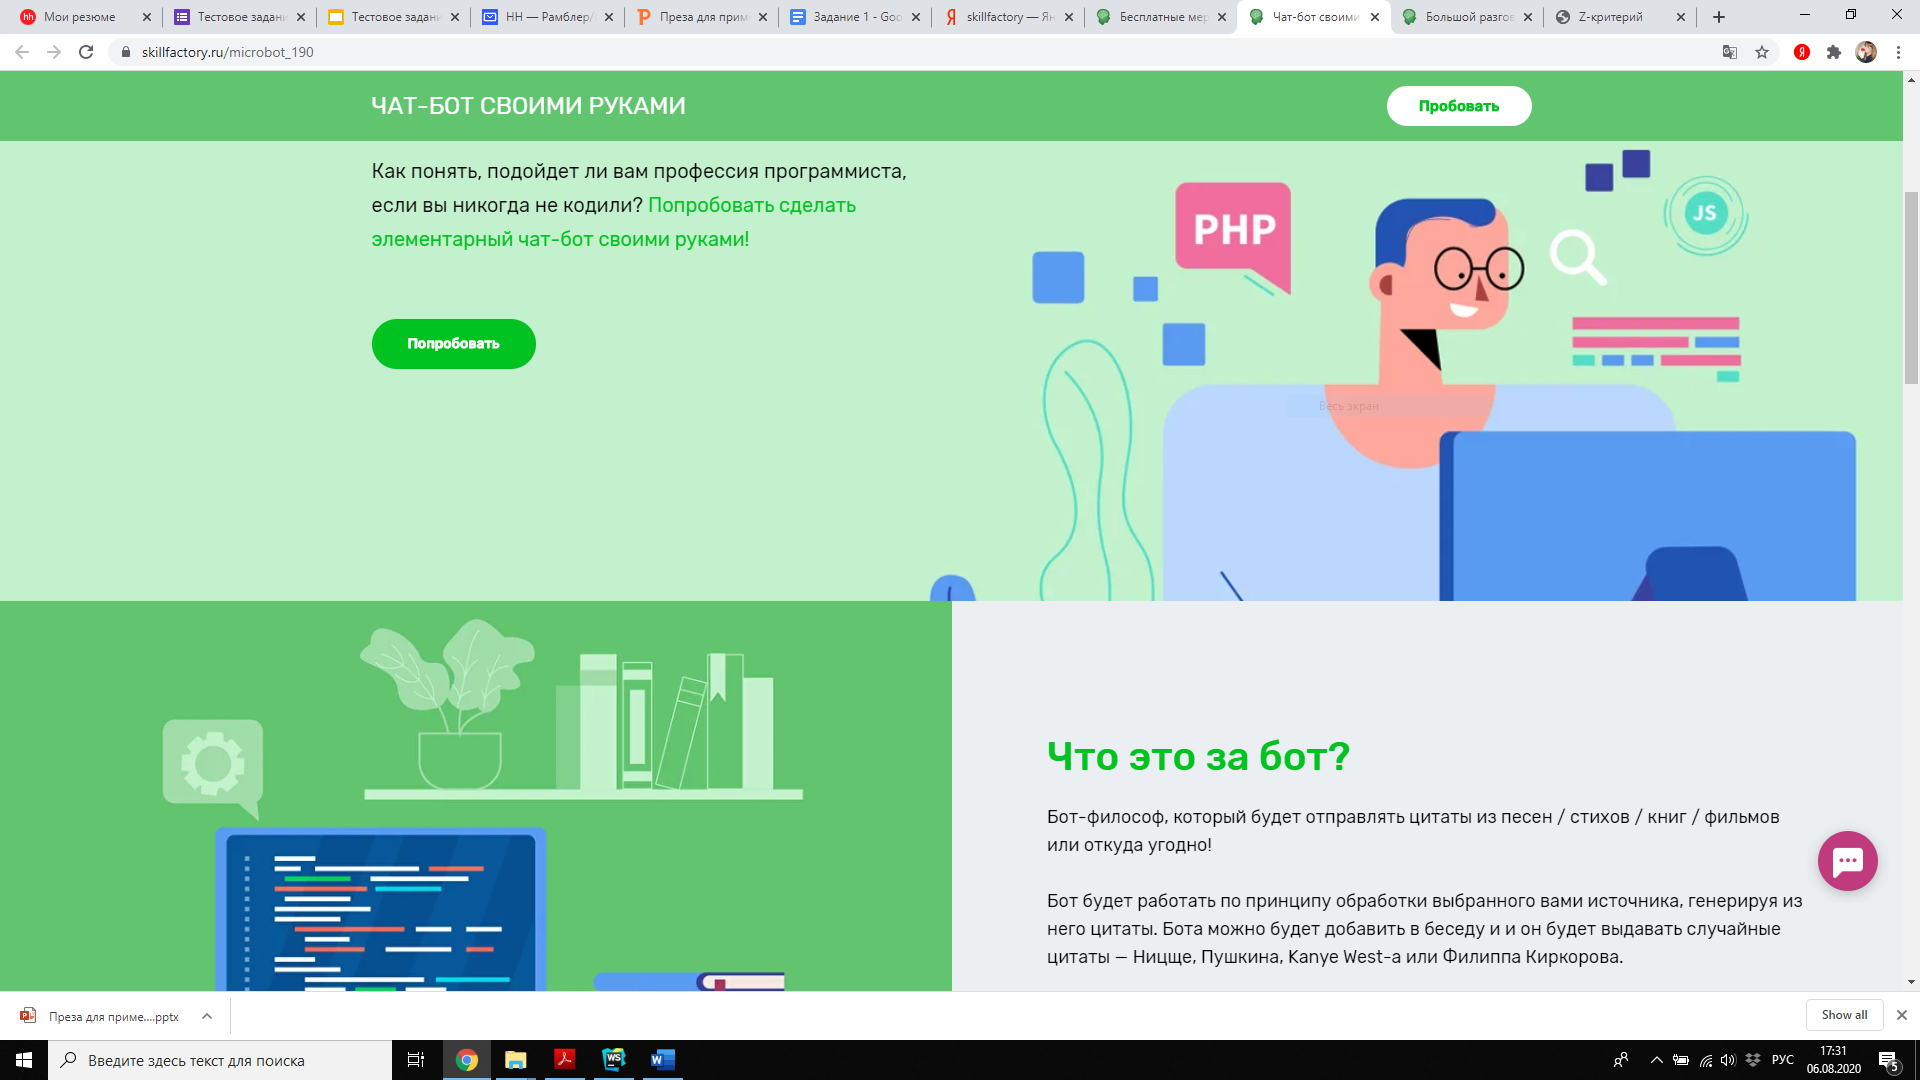 Мои резюме
Тестовое задани
Тестовое задани
НН — Рамблер/
Преза для прим
Задание 1 - Goo
skillfactory — Ян
Бесплатные мер
Чат-бот своими
Большой разгов
Z-критерий
skillfactory.ru/microbot_190
ЧАТ-БОТ СВОИМИ РУКАМИ
Пробовать
Как понять, подойдет ли вам профессия программиста,
если вы никогда не кодили? Попробовать сделать
элементарный чат-бот своими руками!
Попробовать
PHP
JS
Весь экран
Что это за бот?
Бот-философ, который будет отправлять цитаты из песен / стихов / книг / фильмов
или откуда угодно!
Бот будет работать по принципу обработки выбранного вами источника, генерируя из
него цитаты. Бота можно будет добавить в беседу и и он будет выдавать случайные
цитаты — Ницще, Пушкина, Kanye West-а или Филиппа Киркорова.
Преза для приме....pptx
Show all
Введите здесь текст для поиска
РУС
17:31
06.08.2020
5